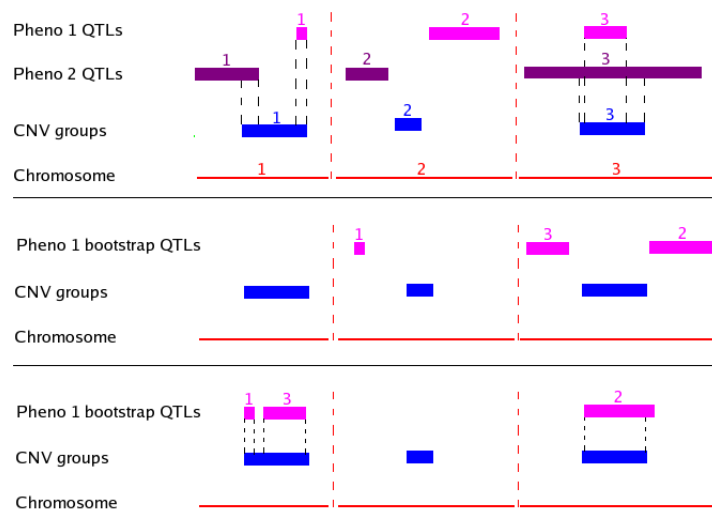 Pheno 1 QTLs 1 2 3
Pheno 2 QTLs 1 2 3
CNV groups 1 2 3
Chromosome 1 2 3
Pheno 1 bootstrap QTLs 1 3 2
CNV groups
Chromosome
Pheno 1 bootstrap QTLs 1 3 2
CNV groups
Chromosome